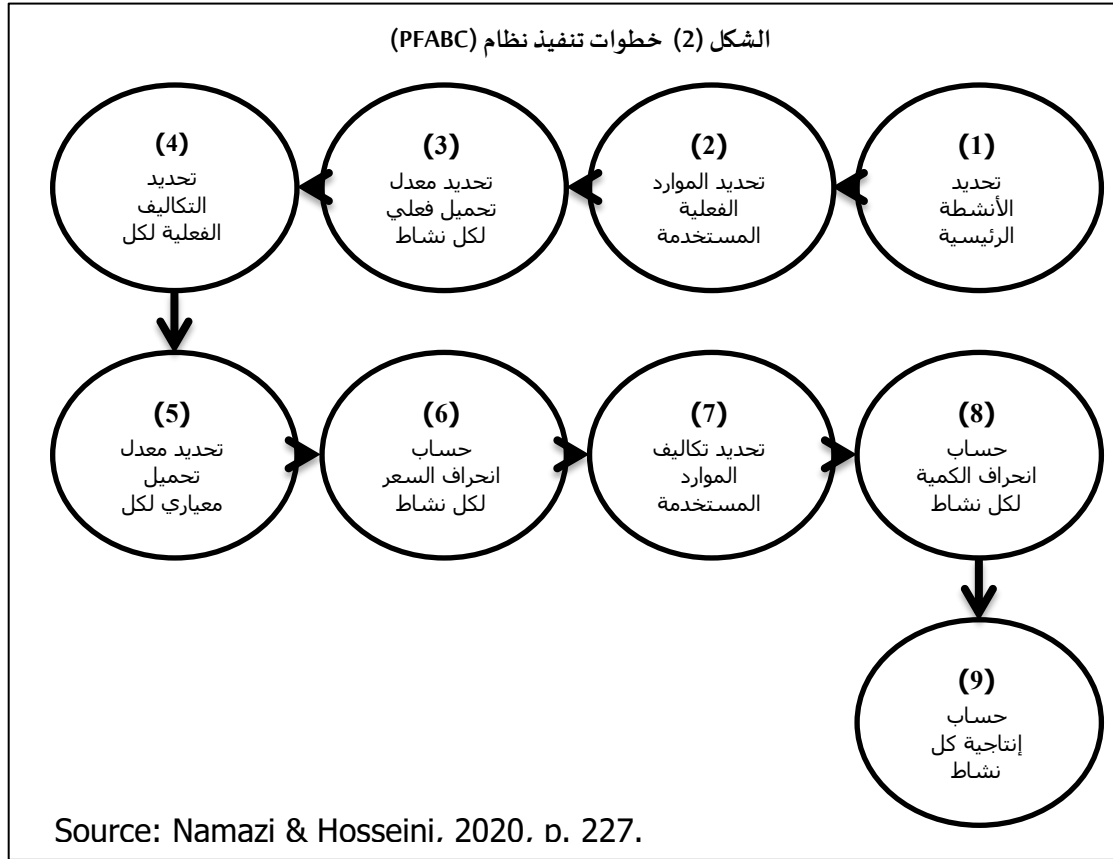 الشكل (2) خطوات تنفيذ نظام (PFABC)
(1)
تحديد
الأنشطة
الرئيسية
(2)
تحديد الموارد
الفعلية
المستخدمة
(3)
تحديد معدل
تحميل فعلي
لكل نشاط
(4)
تحديد
التكاليف
الفعلية لكل
(5)
تحديد معدل
تحميل
معياري لكل
(6)
حساب
انحراف السعر
لكل نشاط
(7)
تحديد تكاليف
الموارد
المستخدمة
(8)
حساب
انحراف الكمية
لكل نشاط
(9)
حساب
إنتاجية كل
نشاط
Source: Namazi & Hosseini, 2020, p. 227.